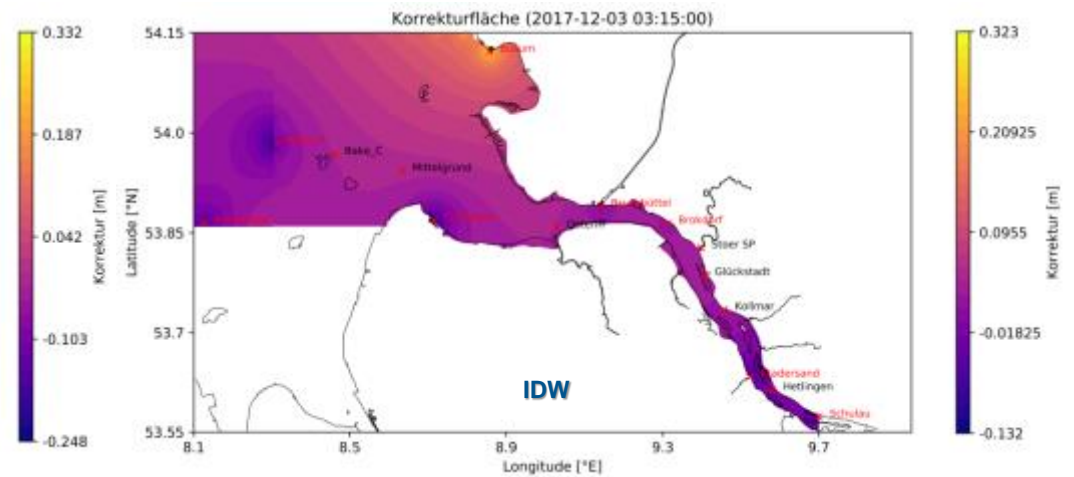 Korrekturfläche (2017-12-03 03:15:00)
0.332
0.187
0.042
-0.103
-0.248
Korrektur [m]
54.15
54.0
53.85
53.7
53.55
Latitude [°N]
Bake_C
Mittelgrund
Osteriff
Brokdorf
Stoer SP
Glückstadt
Kollmar
Hetlingen
Schulau
IDW
8.1
8.5
8.9
9.3
9.7
Longitude [°E]
0.323
0.20925
0.0955
-0.01825
-0.132
Korrektur [m]